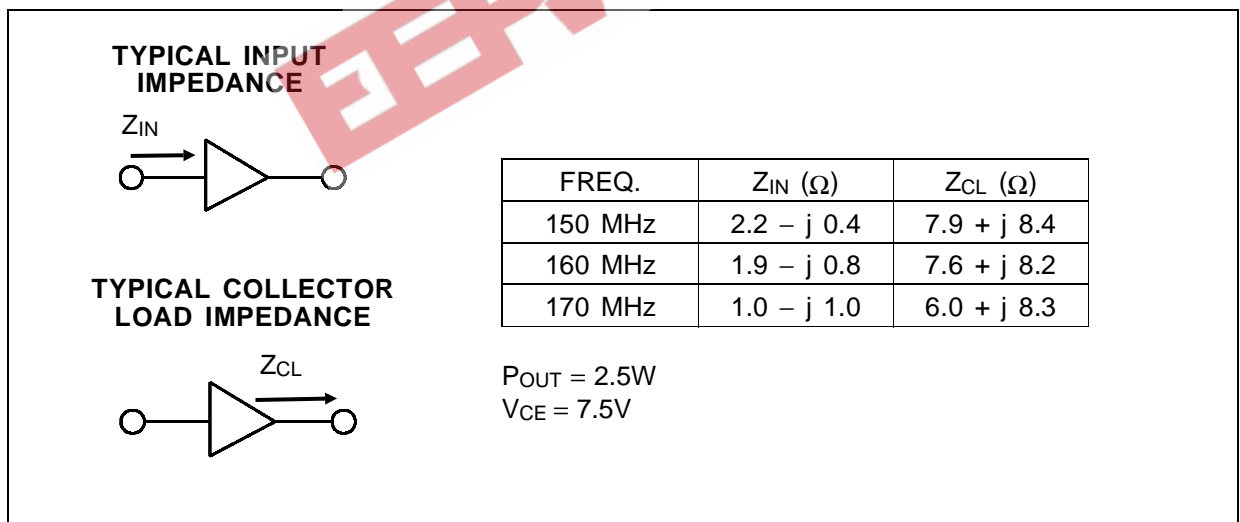 TYPICAL INPUT
IMPEDANCE
ZIN
FREQ. ZIN (Ω) ZCL (Ω)
150 MHz 2.2 − j 0.4 7.9 + j 8.4
160 MHz 1.9 − j 0.8 7.6 + j 8.2
170 MHz 1.0 − j 1.0 6.0 + j 8.3
TYPICAL COLLECTOR
LOAD IMPEDANCE
ZCL
POUT = 2.5W
VCE = 7.5V